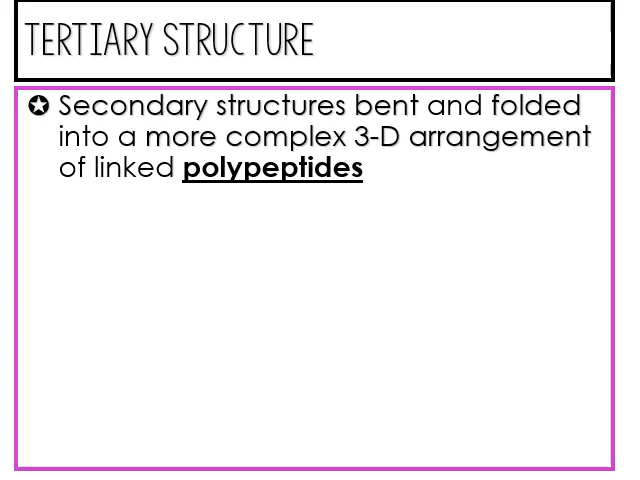 TERTIARY STRUCTURE
✪ Secondary structures bent and folded
into a more complex 3-D arrangement
of linked polypeptides